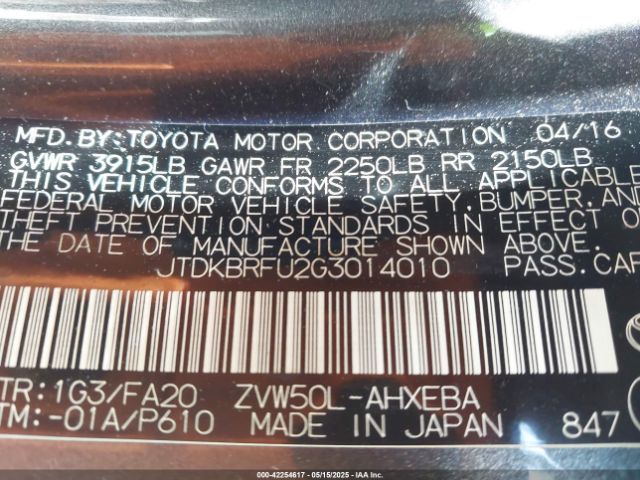 MFD. BY: TOYOTA MOTOR CORPORATION 04/16
GVWR 3915LB GAWR FR 2250LB RR 2150LB
THIS VEHICLE CONFORMS TO ALL APPLICABLE
FEDERAL MOTOR VEHICLE SAFETY, BUMPER, AND
THEFT PREVENTION STANDARDS IN EFFECT O
THE DATE OF MANUFACTURE SHOWN ABOVE.
JTDKBRFU2G3014010 PASS. CAR
TR: 1G3/FA20 ZVW50L-AHXEBA
TM: -01A/P610 MADE IN JAPAN 847
000-42254617 - 05/15/2025 - IAAI.COM